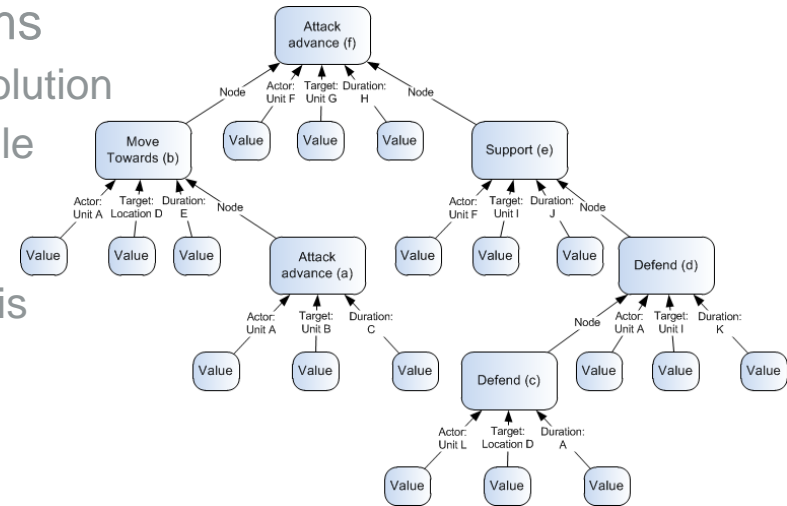 ns
olution
le
is
Attack
advance (f)
Node
Actor:
Unit F
Target:
Unit G
Duration:
H
Node
Move
Towards (b)
Value
Value
Value
Support (e)
Actor:
Unit A
Target:
Location D
Duration:
E
Node
Actor:
Unit F
Target:
Unit I
Duration:
J
Node
Value
Value
Value
Attack
advance (a)
Value
Value
Value
Defend (d)
Actor:
Unit A
Target:
Unit B
Duration:
C
Node
Actor:
Unit A
Target:
Unit I
Duration:
K
Value
Value
Value
Defend (c)
Value
Value
Value
Actor:
Unit L
Target:
Location D
Duration:
A
Value
Value
Value